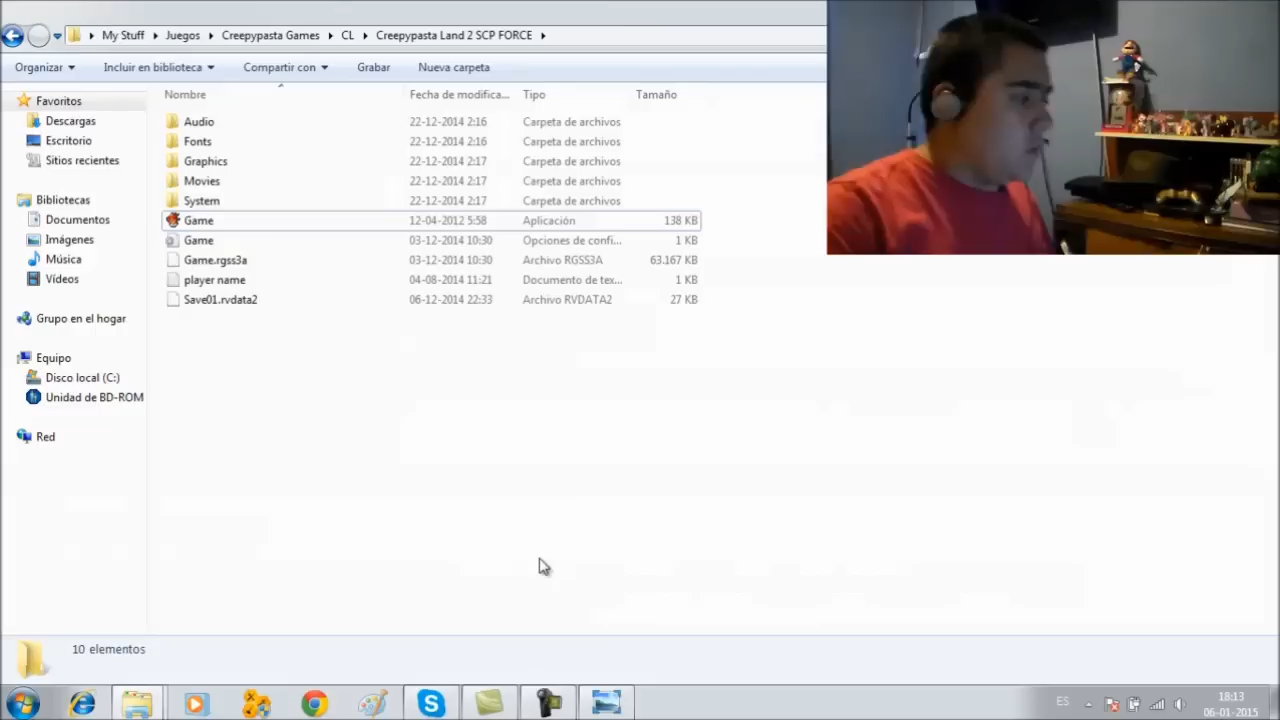 My Stuff Juegos Creepypasta Games CL Creepypasta Land 2 SCP FORCE
Organizar Incluir en biblioteca Compartir con Grabar Nueva carpeta
Nombre Fecha de modifica... Tipo Tamaño
Favoritos
Descargas
Escritorio
Sitios recientes
Bibliotecas
Documentos
Imágenes
Música
Vídeos
Grupo en el hogar
Equipo
Disco local (C:)
Unidad de BD-ROM
Red
Audio 22-12-2014 2:16 Carpeta de archivos
Fonts 22-12-2014 2:16 Carpeta de archivos
Graphics 22-12-2014 2:17 Carpeta de archivos
Movies 22-12-2014 2:17 Carpeta de archivos
System 22-12-2014 2:17 Carpeta de archivos
Game 12-04-2012 5:58 Aplicación 138 KB
Game 03-12-2014 10:30 Opciones de confi... 1 KB
Game.rgss3a 03-12-2014 10:30 Archivo RGSS3A 63.167 KB
player name 04-08-2014 11:21 Documento de tex... 1 KB
Save01.rvdata2 06-12-2014 22:33 Archivo RVDATA2 27 KB
10 elementos
ES
18:13
06-01-2015